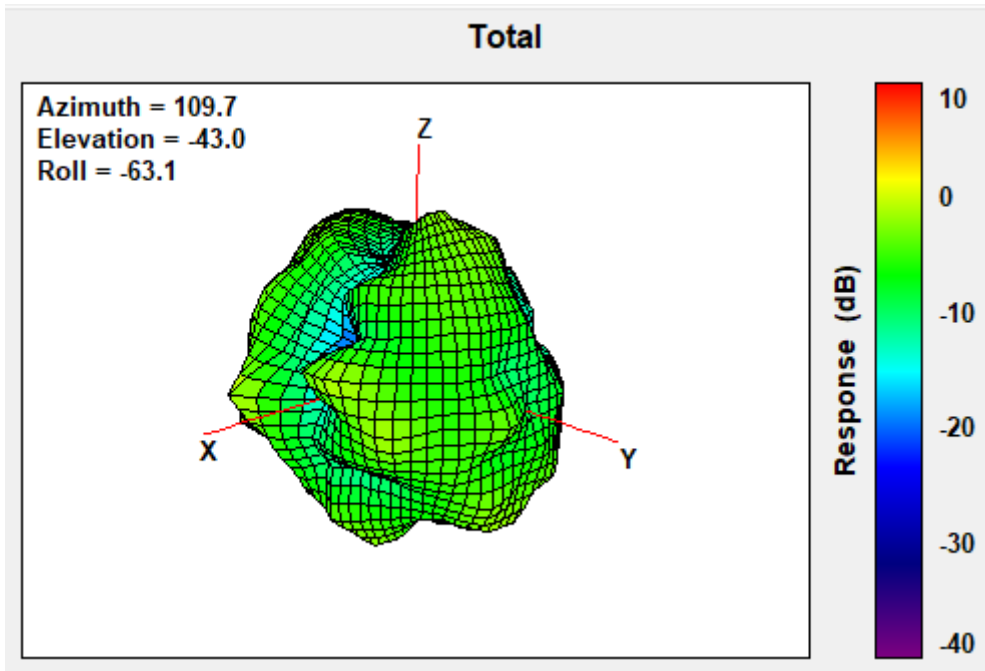 Total
Azimuth = 109.7
Elevation = -43.0
Roll = -63.1
Z
X
Y
Response (dB)
10
0
-10
-20
-30
-40